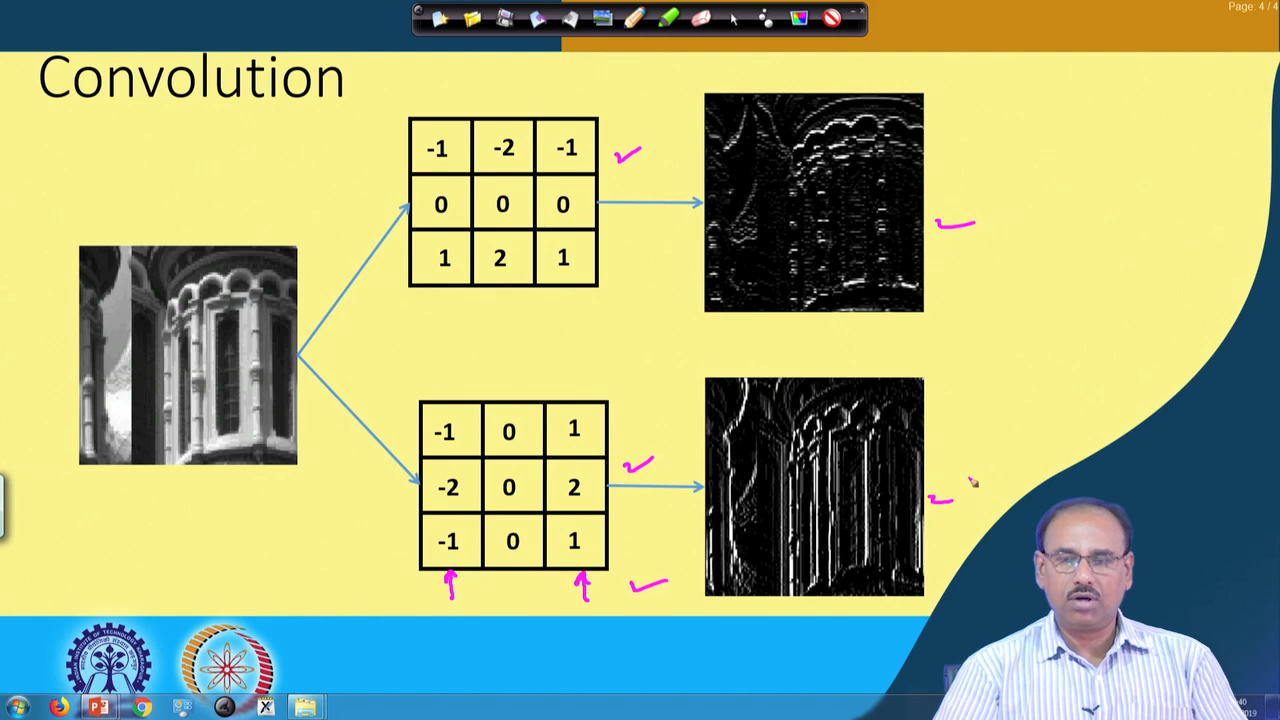 Page: 4 / 4
Convolution
-1 -2 -1
0 0 0
1 2 1
-1 0 1
-2 0 2
-1 0 1